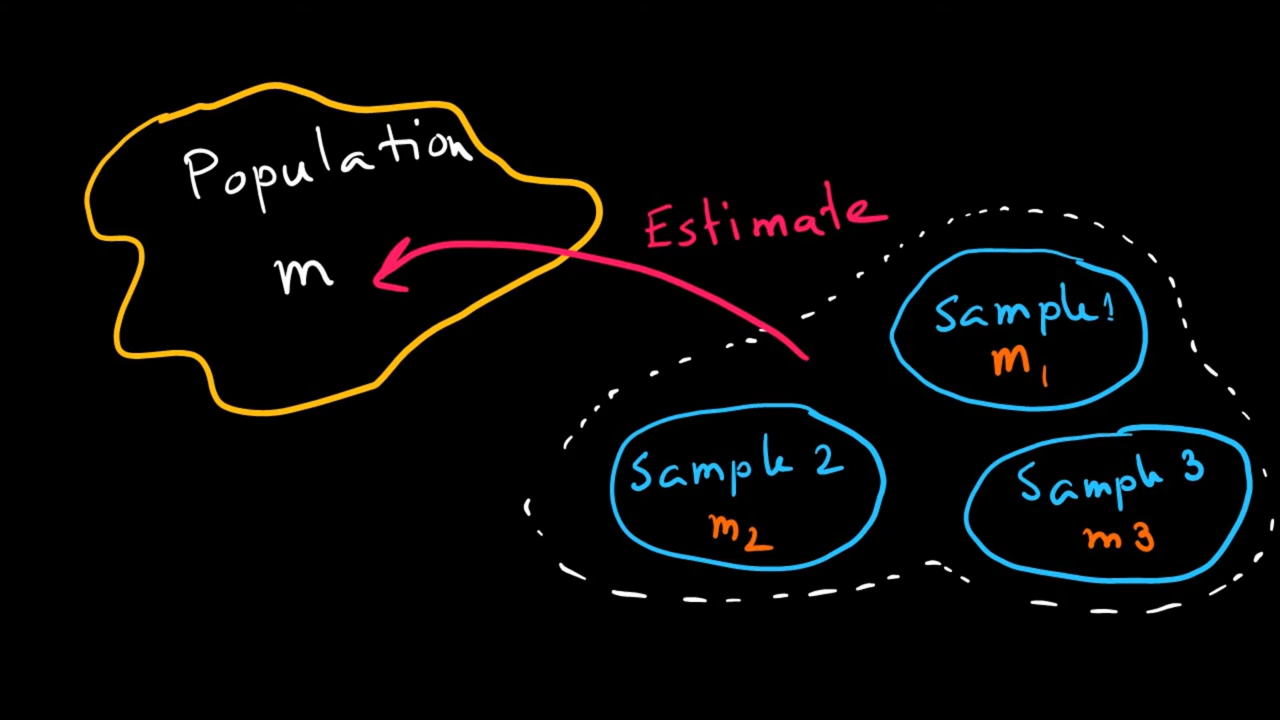 Population
m
Estimate
Sample 1
m1
Sample 2
m2
Sample 3
m3